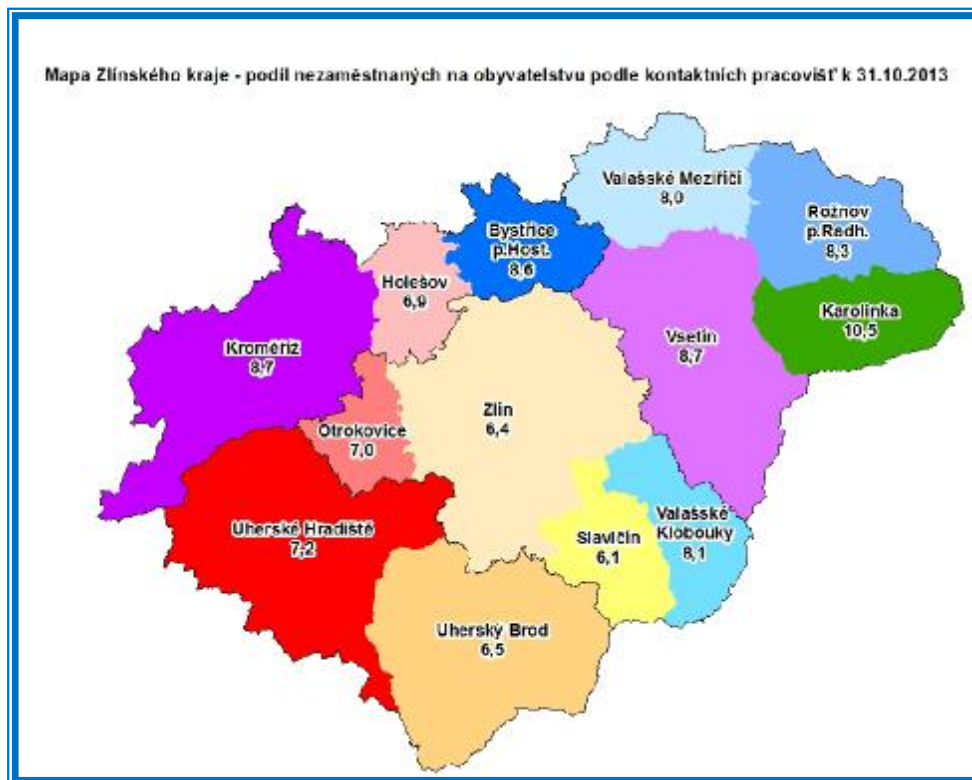 Mapa Zlínského kraje - podíl nezaměstnaných na obyvatelstvu podle kontaktních pracovišť k 31.10.2013
Valašské Meziříčí
8,0
Rožnov
p.Radh.
8,3
Bystřice
p.Host.
8,6
Holešov
6,9
Karolinka
10,5
Vsetín
8,7
Kroměříž
8,7
Zlín
6,4
Otrokovice
7,0
Valašské
Klobouky
8,1
Uherské Hradiště
7,2
Slavičín
6,1
Uherský Brod
6,5